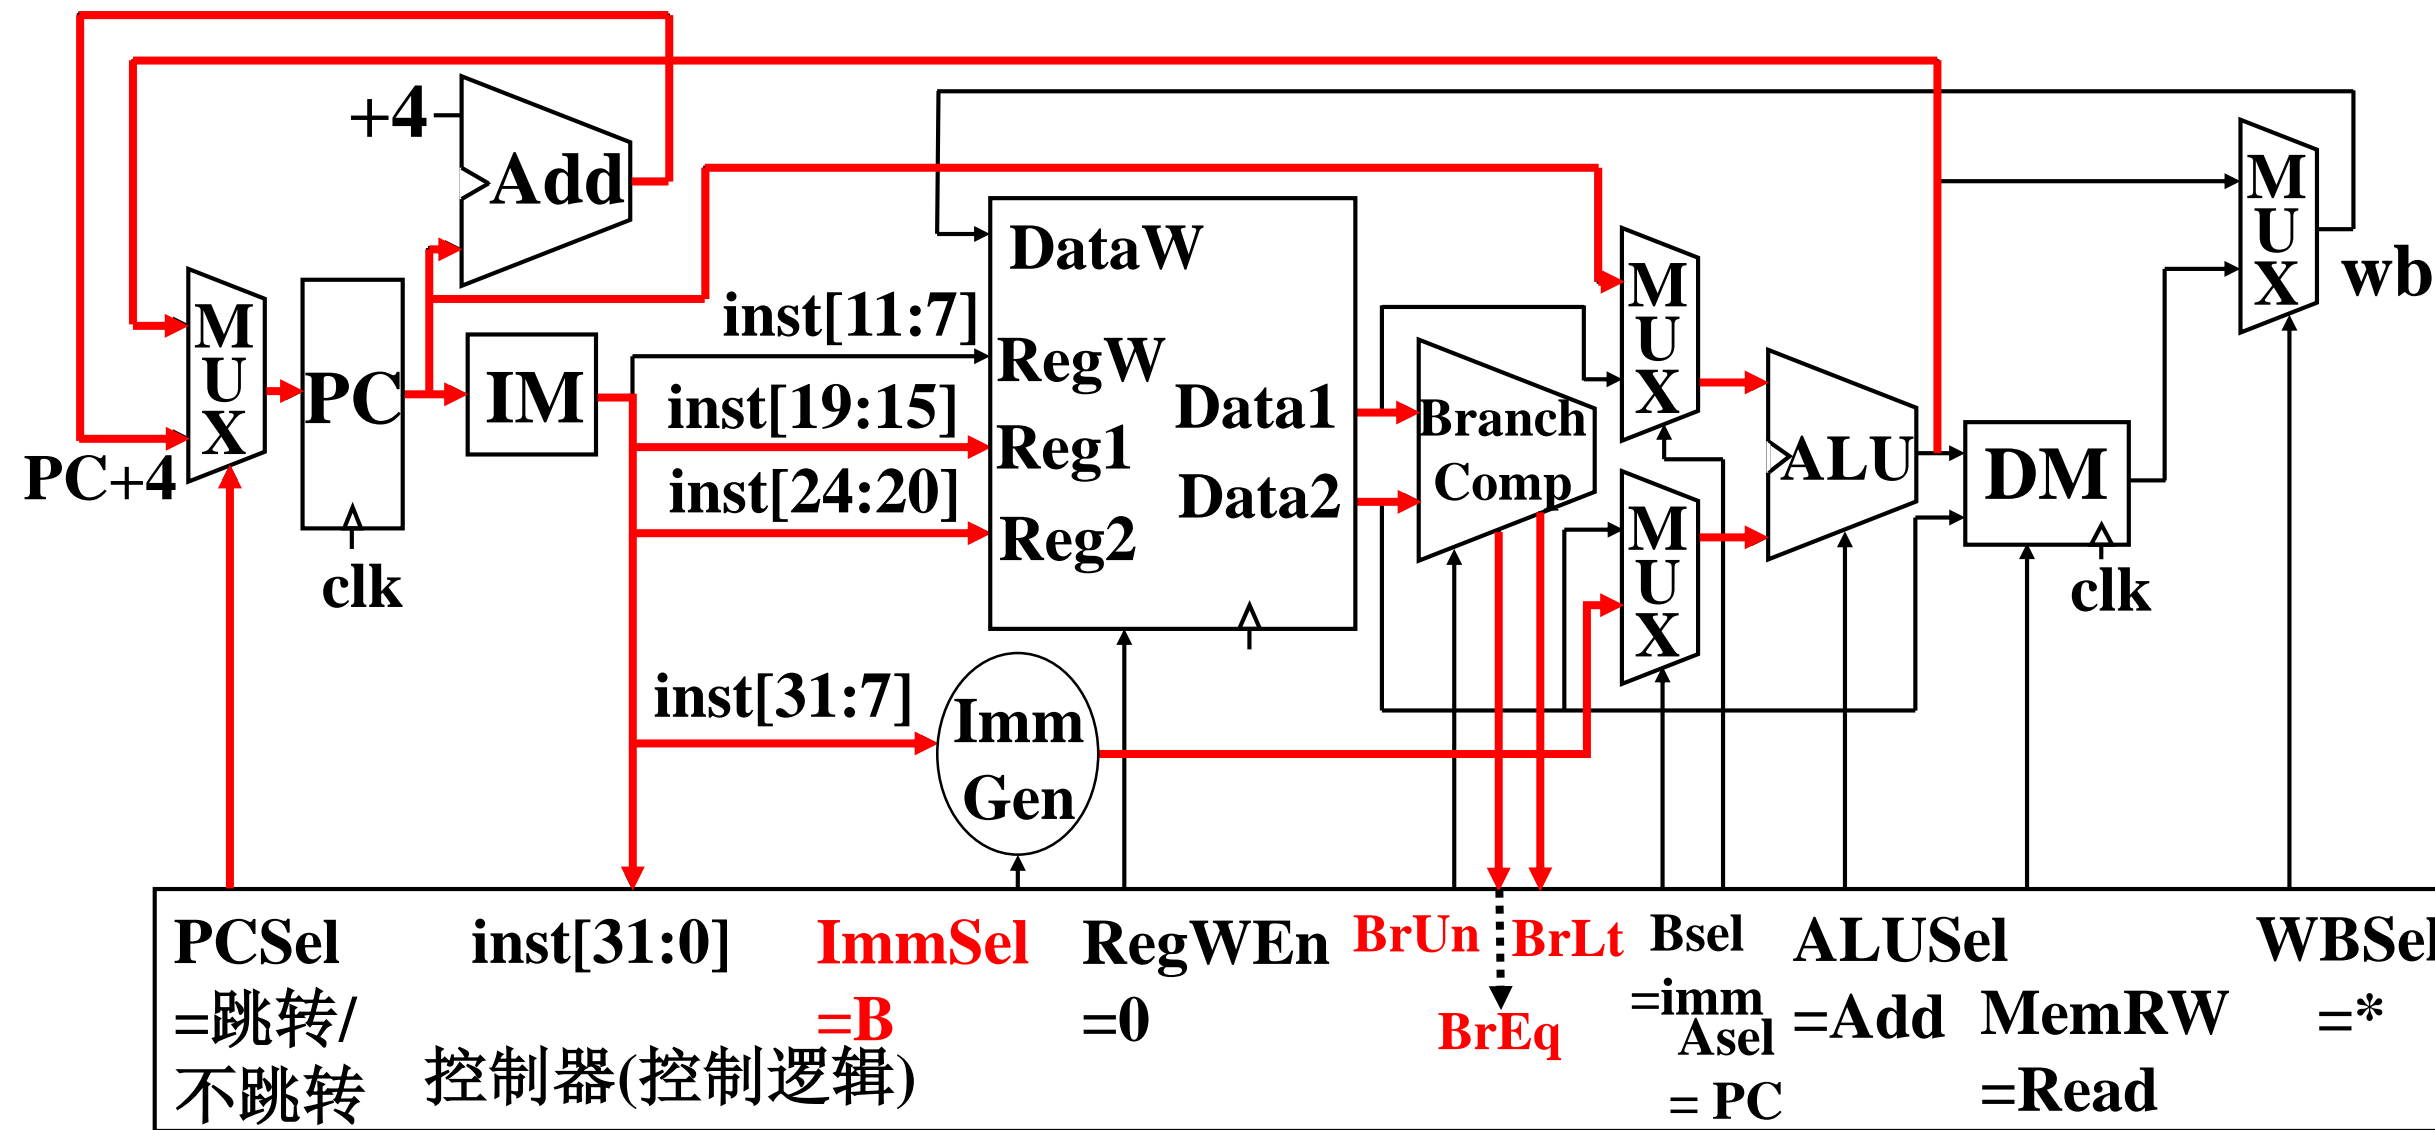 +4
Add
M
U
X
PC+4
PC
clk
IM
inst[11:7]
inst[19:15]
inst[24:20]
inst[31:7]
DataW
RegW
Reg1
Reg2
Data1
Data2
Imm
Gen
Branch
Comp
M
U
X
M
U
X
ALU
DM
clk
M
U
X
wb
PCSel
=跳转/
不跳转
inst[31:0]
控制器(控制逻辑)
ImmSel
=B
RegWEn
=0
BrUn
BrEq
BrLt
Bsel
=imm
Asel
= PC
ALUSel
=Add
MemRW
=Read
WBSel
=*